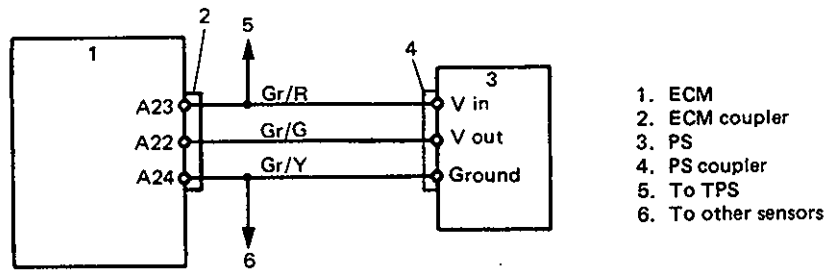 5
2
4
1
3
A23
Gr/R
V in
A22
Gr/G
V out
A24
Gr/Y
Ground
6
1. ECM
2. ECM coupler
3. PS
4. PS coupler
5. To TPS
6. To other sensors